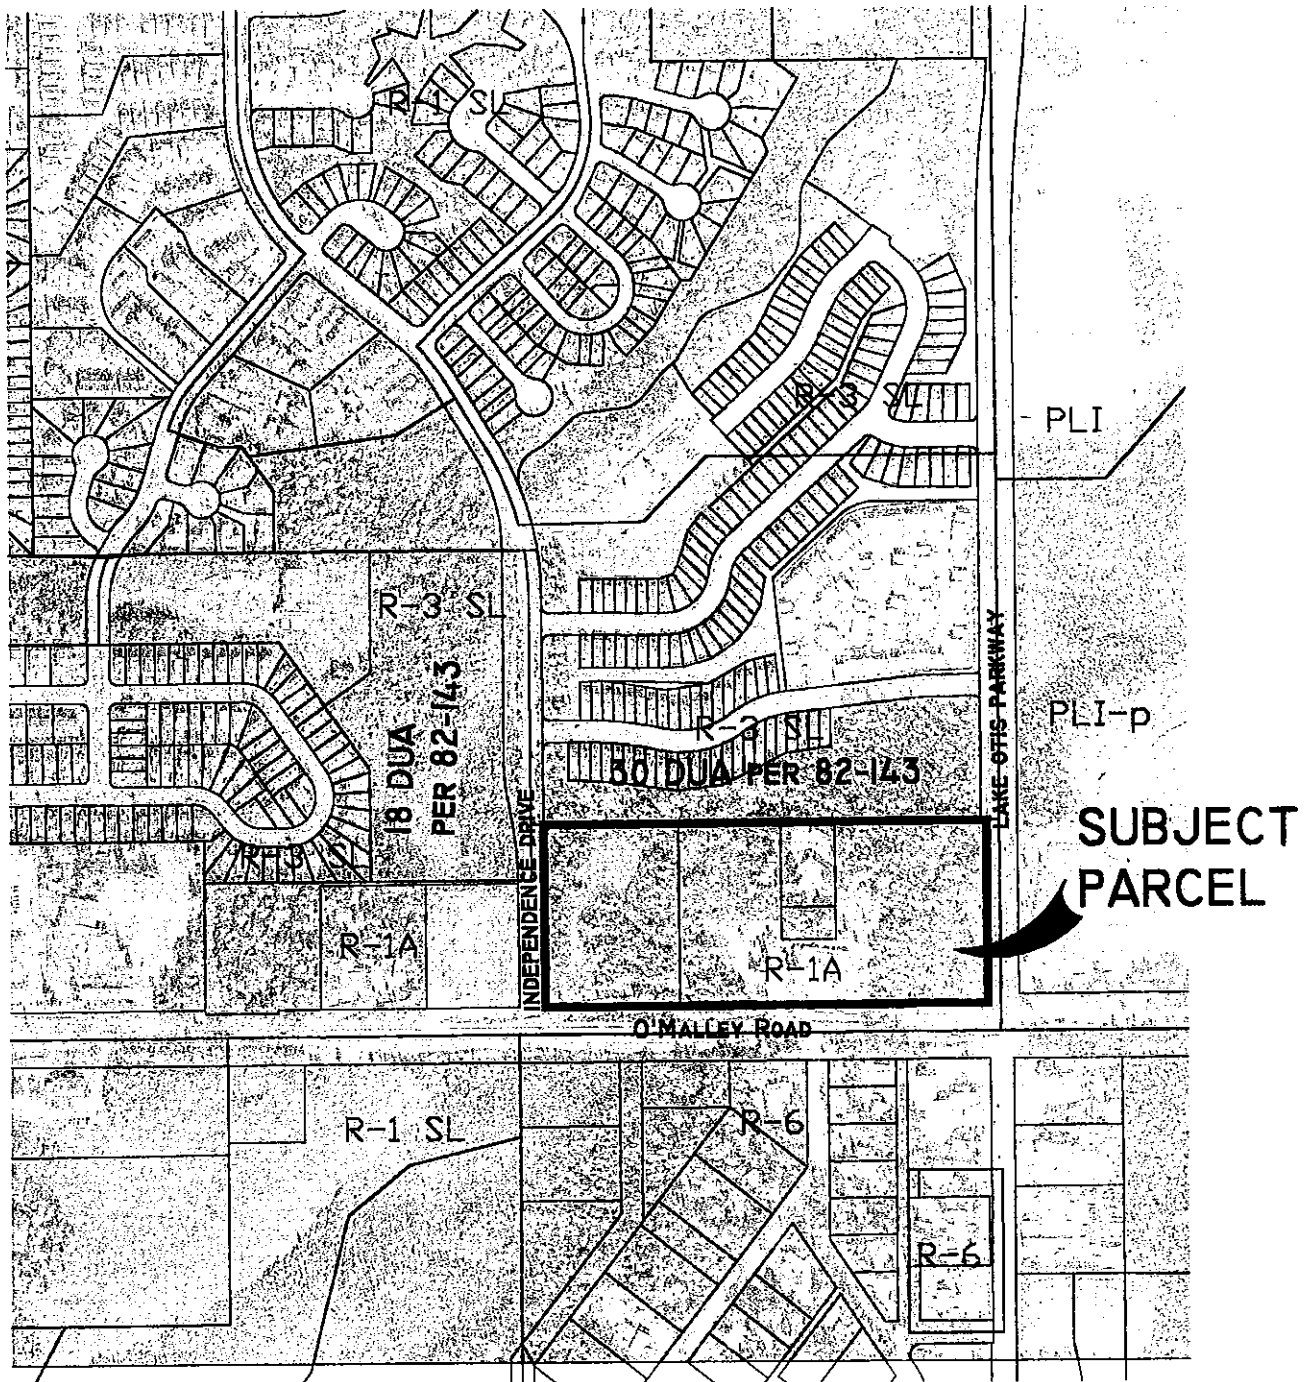 R-1 SL
R-3 SL
PLI
R-3 SL
18 DUA
PER 82-143
R-3 SL
30 DUA PER 82-143
LAKE OTIS PARKWAY
PLI-p
SUBJECT
PARCEL
R-3 SL
INDEPENDENCE DRIVE
R-1A
R-1A
O'MALLEY ROAD
R-1 SL
R-6
R-6